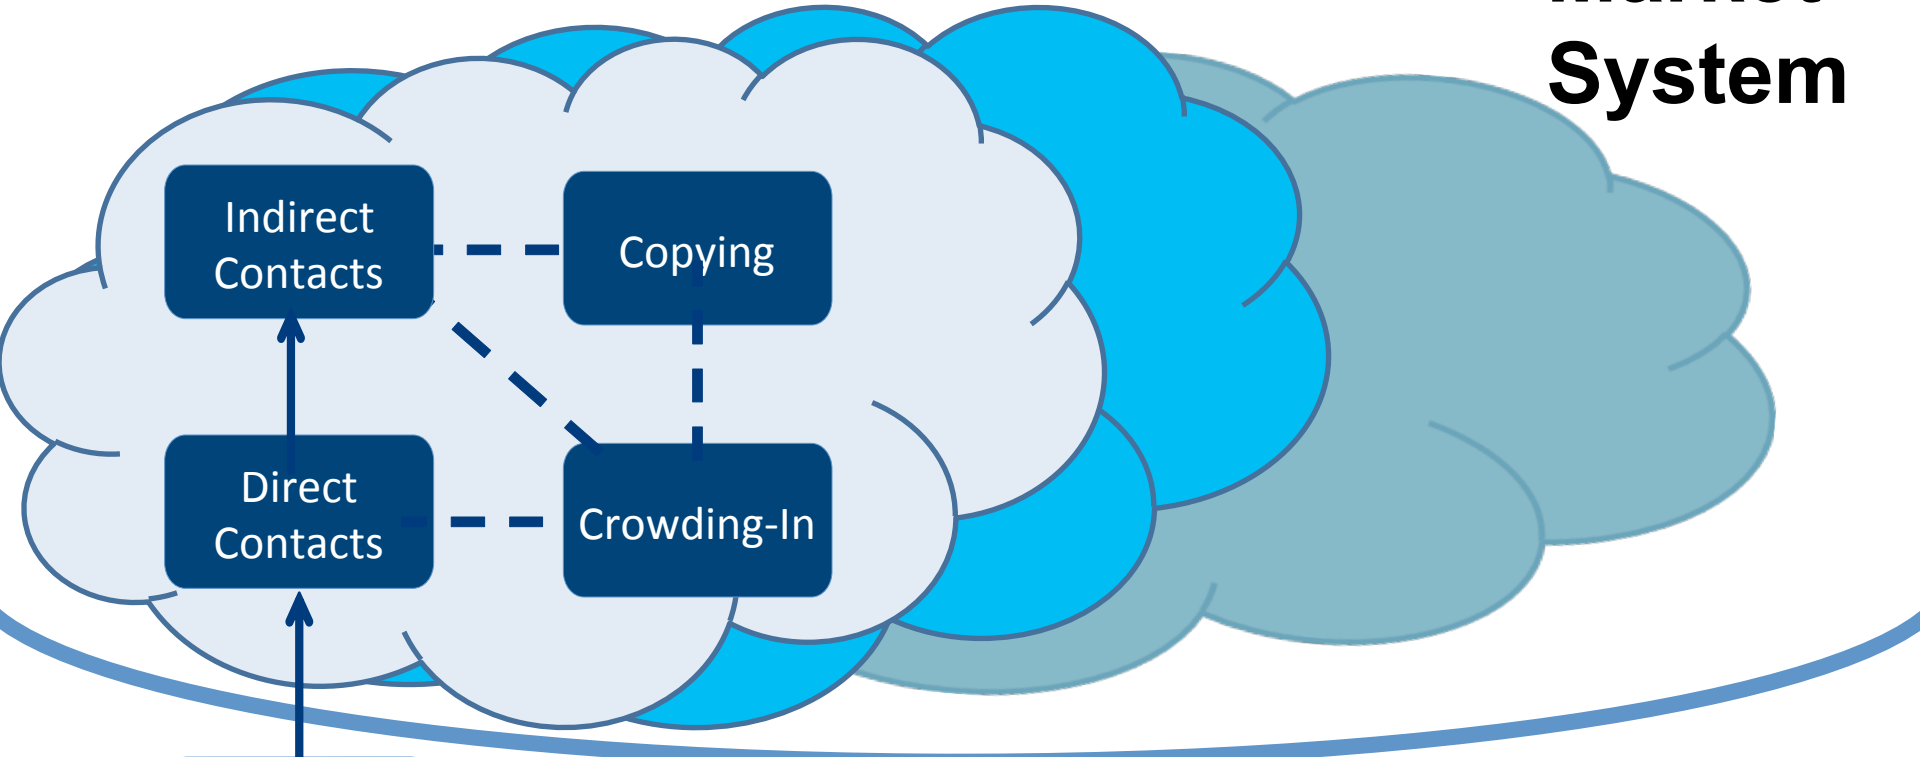 System
Indirect
Contacts
Copying
Direct
Contacts
Crowding-In